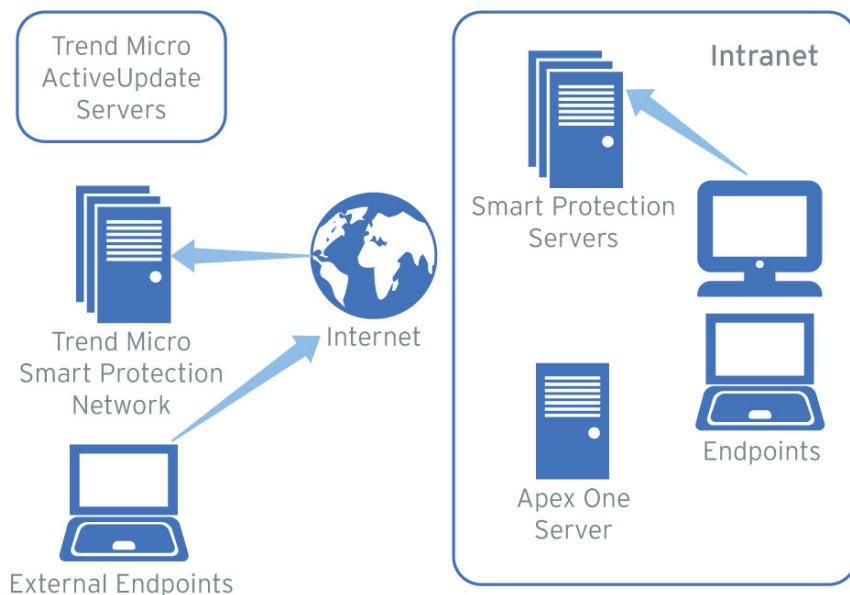 Trend Micro
ActiveUpdate
Servers
Intranet
Smart Protection
Servers
Trend Micro
Smart Protection
Network
Internet
Endpoints
Apex One
Server
External Endpoints